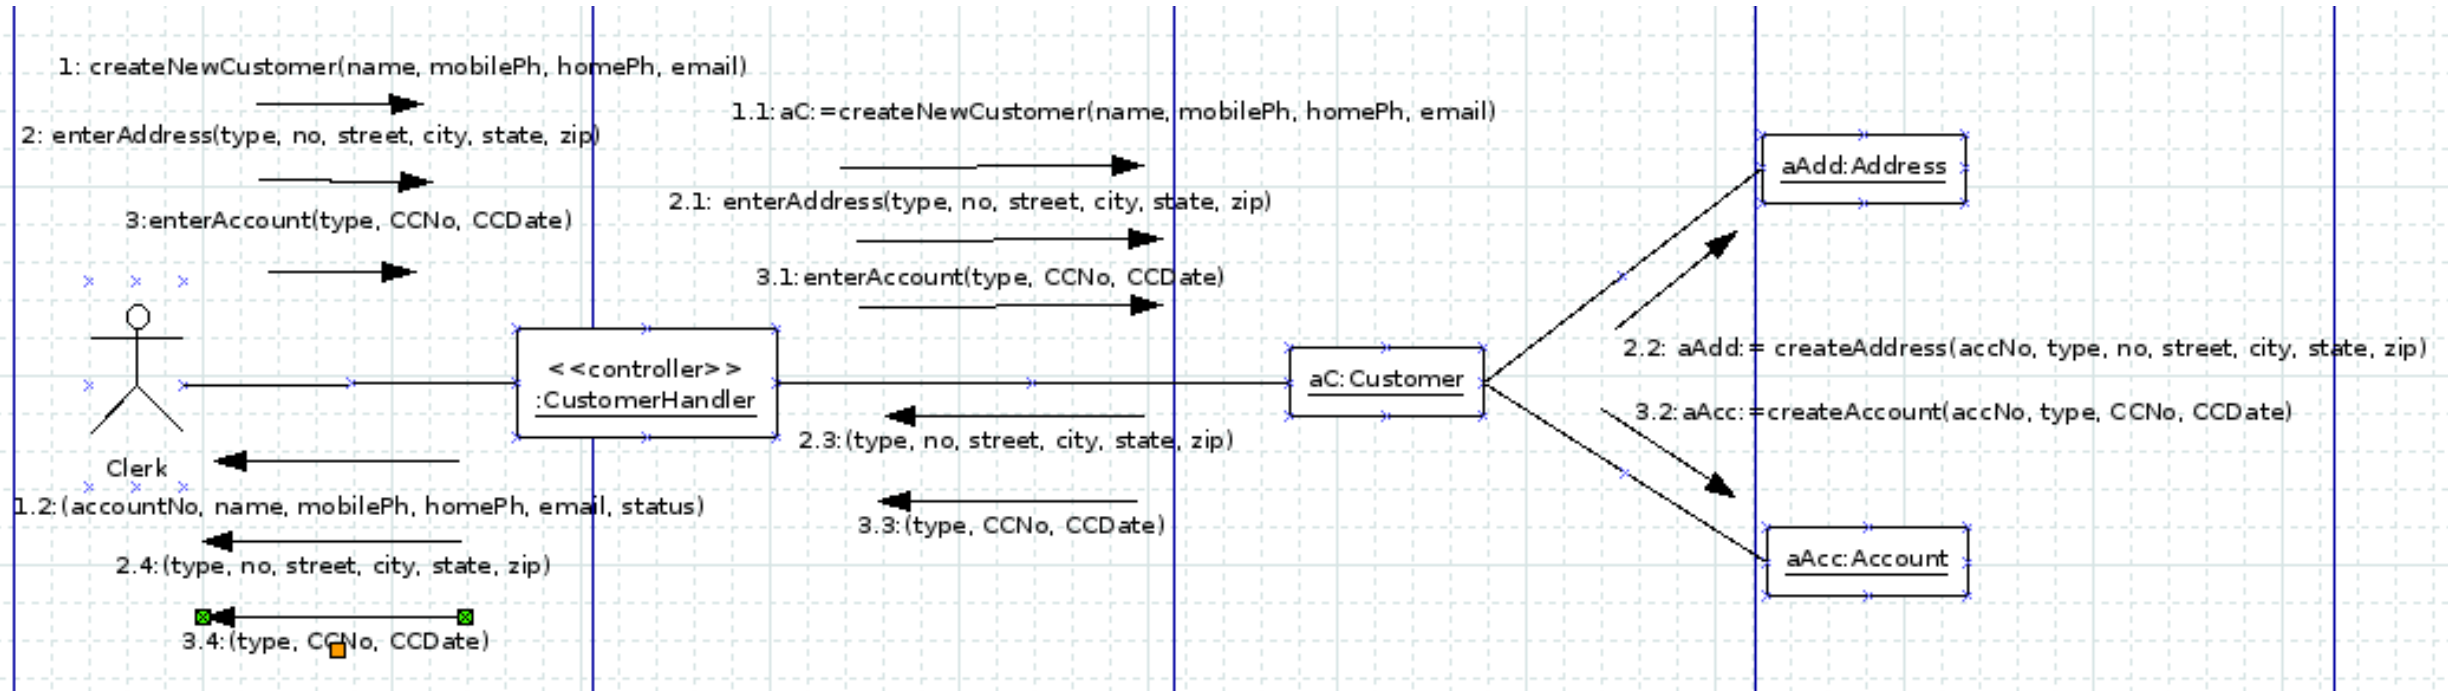 1: createNewCustomer(name, mobilePh, homePh, email)
2: enterAddress(type, no, street, city, state, zip)
3:enterAccount(type, CCNo, CCDate)
1.1:aC:=createNewCustomer(name, mobilePh, homePh, email)
2.1: enterAddress(type, no, street, city, state, zip)
3.1:enterAccount(type, CCNo, CCDate)
aAdd:Address
<<controller>>
:CustomerHandler
aC:Customer
2.2: aAdd:= createAddress(accNo, type, no, street, city, state, zip)
3.2:aAcc:=createAccount(accNo, type, CCNo, CCDate)
2.3:(type, no, street, city, state, zip)
3.3:(type, CCNo, CCDate)
aAcc:Account
Clerk
1.2:(accountNo, name, mobilePh, homePh, email, status)
2.4:(type, no, street, city, state, zip)
3.4:(type, CCNo, CCDate)